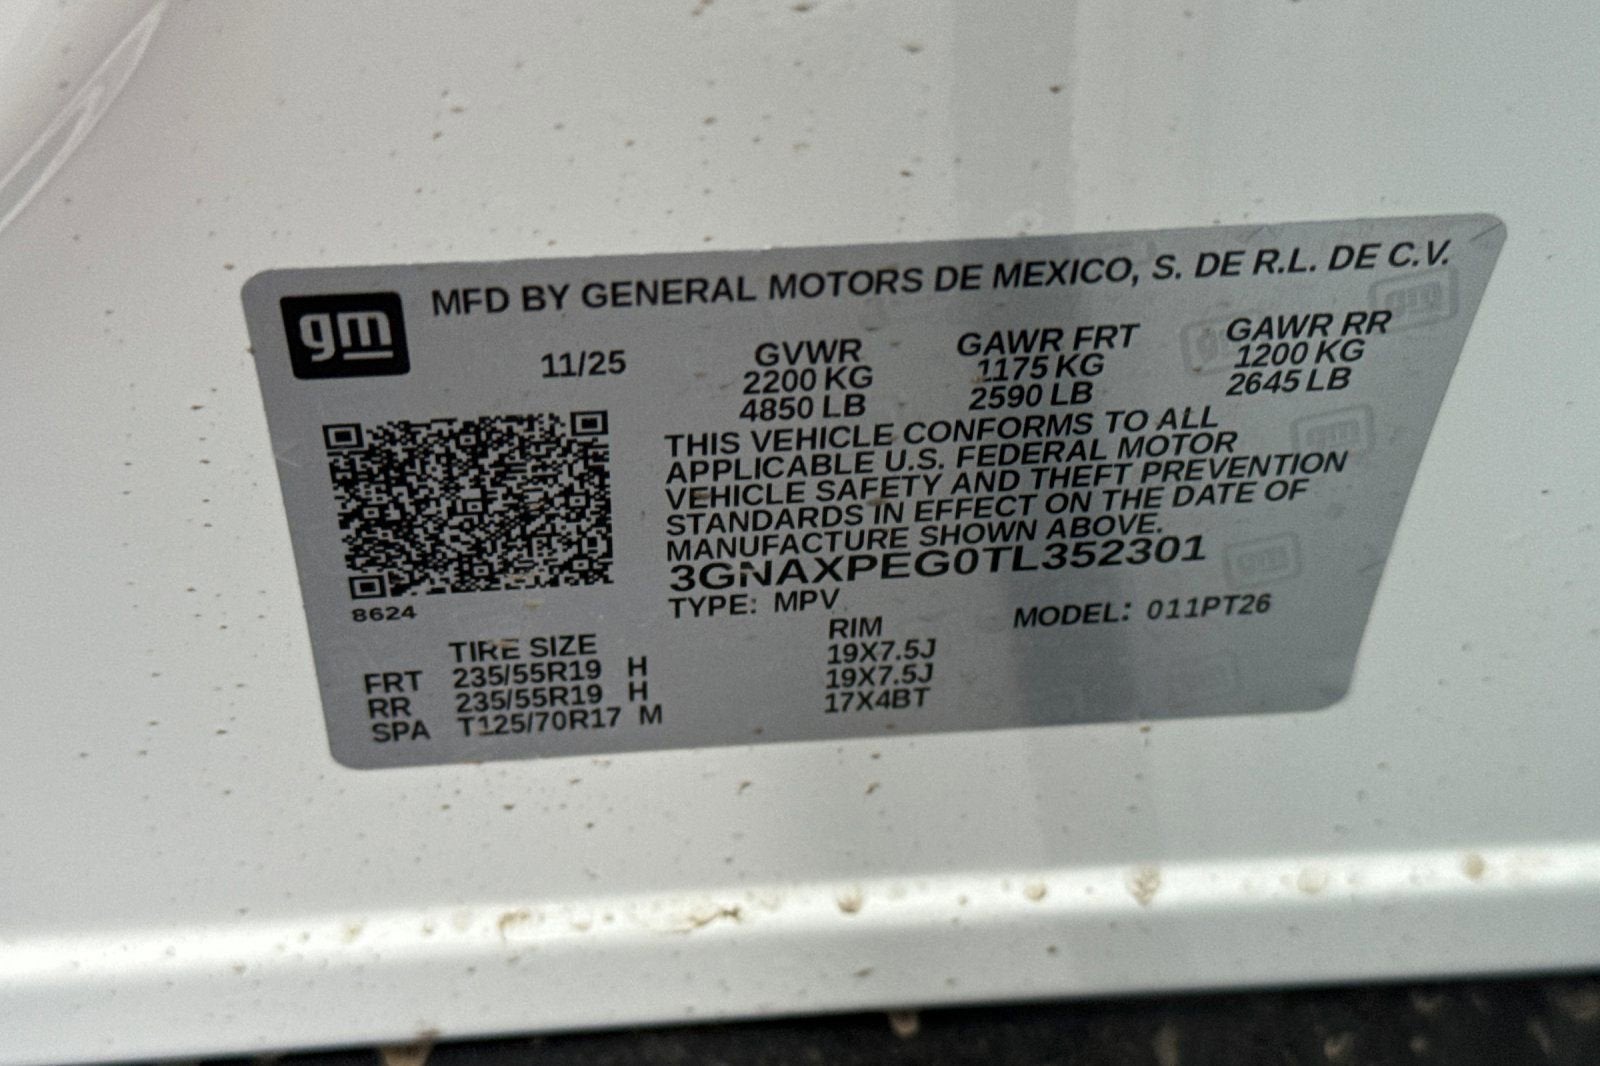 gm
MFD BY GENERAL MOTORS DE MEXICO, S. DE R.L. DE C.V.
11/25 GVWR GAWR FRT GAWR RR
2200 KG 1175 KG 1200 KG
4850 LB 2590 LB 2645 LB
THIS VEHICLE CONFORMS TO ALL
APPLICABLE U.S. FEDERAL MOTOR
VEHICLE SAFETY AND THEFT PREVENTION
STANDARDS IN EFFECT ON THE DATE OF
MANUFACTURE SHOWN ABOVE.
3GNAXPEG0TL352301
8624
TYPE: MPV MODEL: 011PT26
TIRE SIZE RIM
FRT 235/55R19 H 19X7.5J
RR 235/55R19 H 19X7.5J
SPA T125/70R17 M 17X4BT